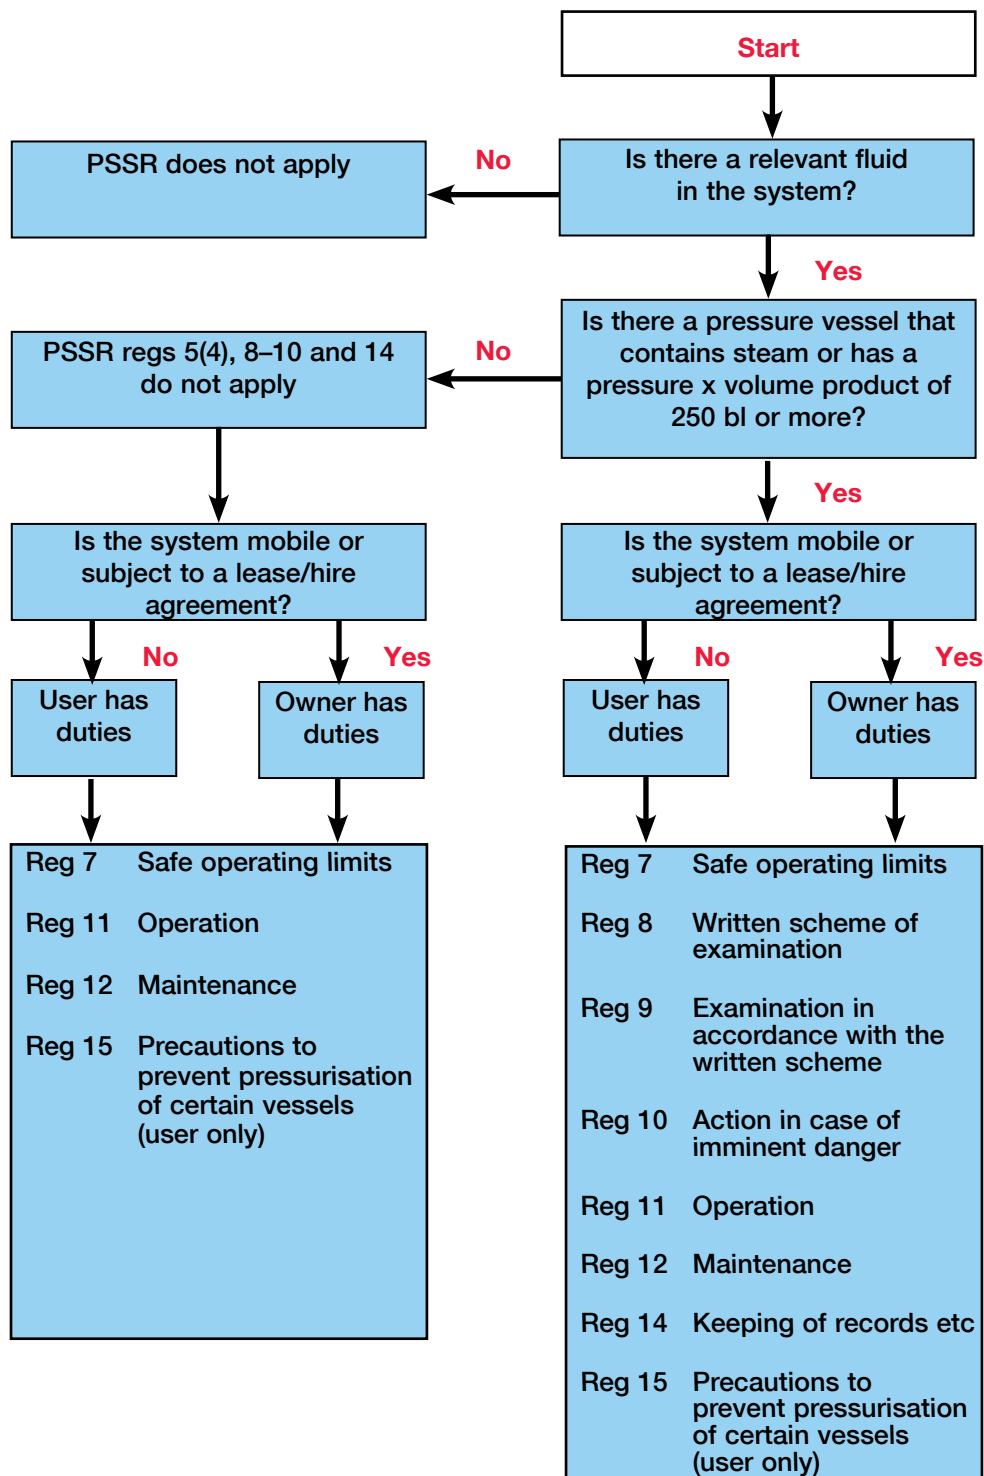 Start
Is there a relevant fluid
in the system?
No
PSSR does not apply
Yes
Is there a pressure vessel that
contains steam or has a
pressure x volume product of
250 bl or more?
No
PSSR regs 5(4), 8–10 and 14
do not apply
Yes
Is the system mobile or
subject to a lease/hire
agreement?
No
Yes
User has
duties
Owner has
duties
Reg 7 Safe operating limits
Reg 11 Operation
Reg 12 Maintenance
Reg 15 Precautions to
prevent pressurisation
of certain vessels
(user only)
Is the system mobile or
subject to a lease/hire
agreement?
No
Yes
User has
duties
Owner has
duties
Reg 7 Safe operating limits
Reg 8 Written scheme of
examination
Reg 9 Examination in
accordance with the
written scheme
Reg 10 Action in case of
imminent danger
Reg 11 Operation
Reg 12 Maintenance
Reg 14 Keeping of records etc
Reg 15 Precautions to
prevent pressurisation
of certain vessels
(user only)